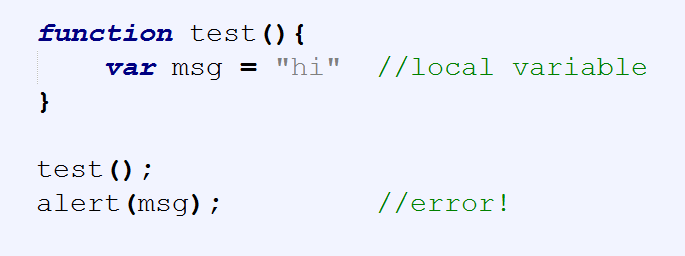 function test(){
    var msg = "hi"  //local variable
}
test();
alert(msg);         //error!